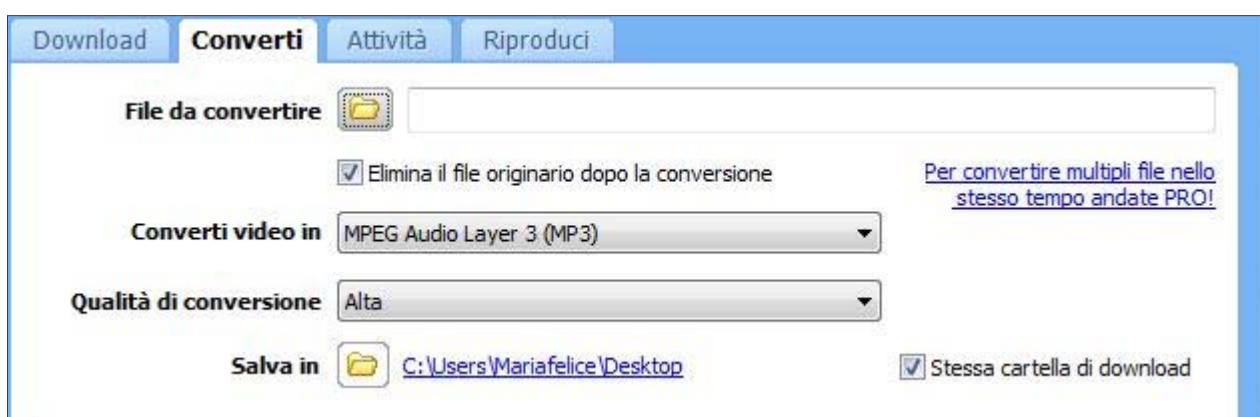 Download Converti Attività Riproduci
File da convertire
Elimina il file originario dopo la conversione
Per convertire multipli file nello
stesso tempo andate PRO!
Converti video in MPEG Audio Layer 3 (MP3)
Qualità di conversione Alta
Salva in C:\Users\Mariafelice\Desktop Stessa cartella di download